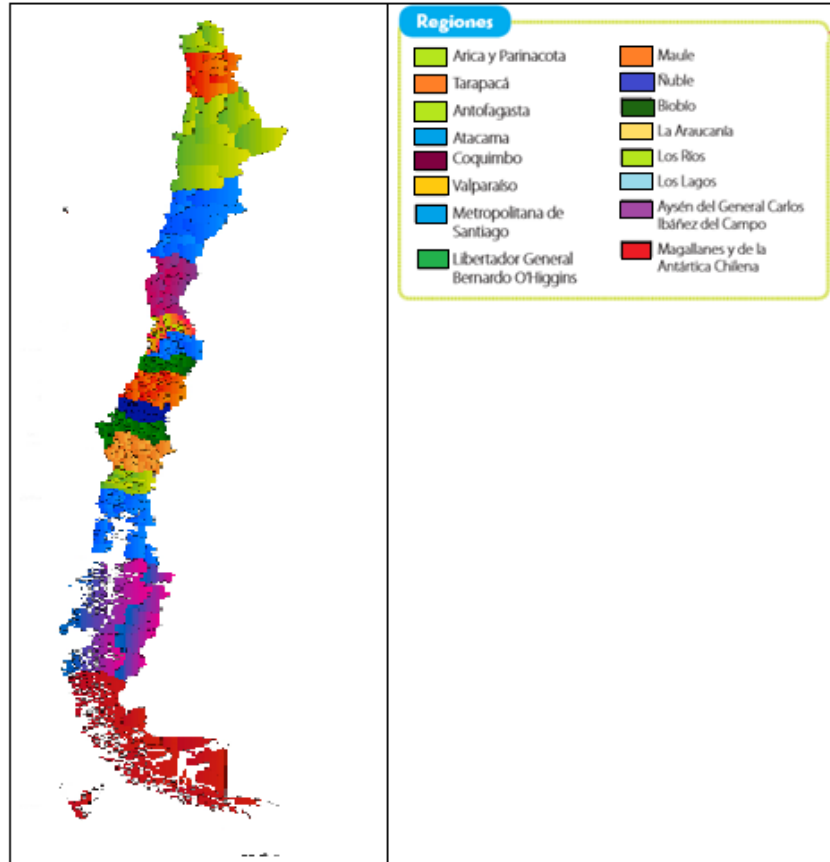 Regiones
Arica y Parinacota
Tarapacá
Antofagasta
Atacama
Coquimbo
Valparaíso
Metropolitana de
Santiago
Libertador General
Bernardo O'Higgins
Maule
Ñuble
Biobío
La Araucanía
Los Ríos
Los Lagos
Aysén del General Carlos
Ibáñez del Campo
Magallanes y de la
Antártica Chilena